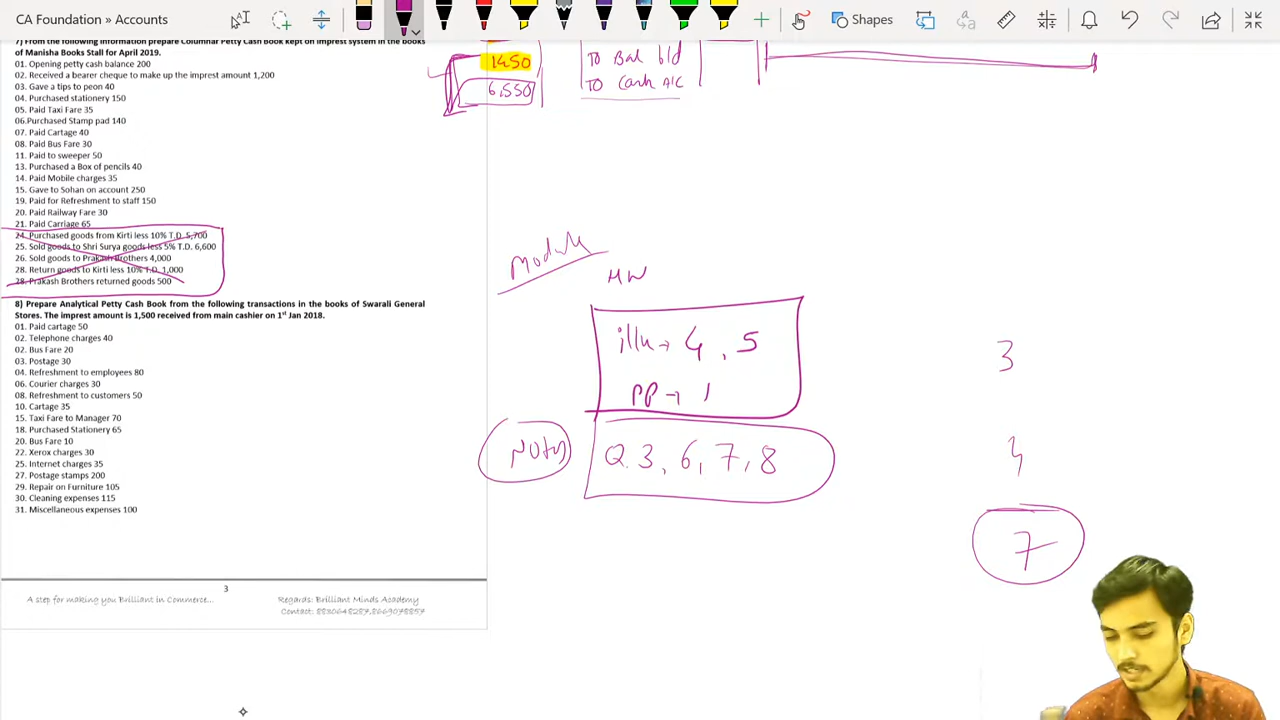 CA Foundation » Accounts
Shapes
7) From the following information prepare Columnar Petty Cash Book kept on imprest system in the books
of Manisha Books Stall for April 2019.
01. Opening petty cash balance 200
02. Received a bearer cheque to make up the imprest amount 1,200
03. Gave a tips to peon 40
04. Purchased stationery 150
05. Paid Taxi Fare 35
06.Purchased Stamp pad 140
07. Paid Cartage 40
08. Paid Bus Fare 30
11. Paid to sweeper 50
13. Purchased a Box of pencils 40
14. Paid Mobile charges 35
15. Gave to Sohan on account 250
19. Paid for Refreshment to staff 150
20. Paid Railway Fare 30
21. Paid Carriage 65
24. Purchased goods from Kirti less 10% T.D. 5,700
25. Sold goods to Shri Surya goods less 5% T.D. 6,600
26. Sold goods to Prakash Brothers 4,000
28. Return goods to Kirti less 10% T.D. 1,000
28. Prakash Brothers returned goods 500
8) Prepare Analytical Petty Cash Book from the following transactions in the books of Swarali General
Stores. The imprest amount is 1,500 received from main cashier on 1st Jan 2018.
01. Paid cartage 50
02. Telephone charges 40
02. Bus Fare 20
03. Postage 30
04. Refreshment to employees 80
06. Courier charges 30
08. Refreshment to customers 50
10. Cartage 35
15. Taxi Fare to Manager 70
18. Purchased Stationery 65
20. Bus Fare 10
22. Xerox charges 30
25. Internet charges 35
27. Postage stamps 200
29. Repair on Furniture 105
30. Cleaning expenses 115
31. Miscellaneous expenses 100
3
A step for making you Brilliant in Commerce...
Regards: Brilliant Minds Academy
Contact: 8830648287,8669078857
1450
To Bal b/d
6,550
To Cash A/c
Module
HW
illu → 4, 5
PP → 1
Notes
Q. 3, 6, 7, 8
3
4
7